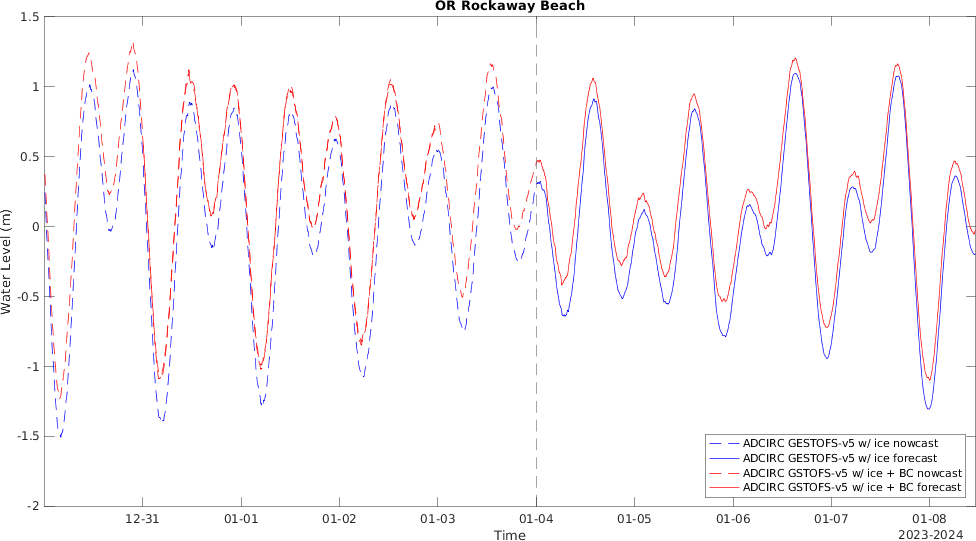 OR Rockaway Beach
1.5
1
0.5
0
-0.5
-1
-1.5
-2
Water Level (m)
12-31
01-01
01-02
01-03
01-04
01-05
01-06
01-07
01-08
Time
2023-2024
ADCIRC GESTOFS-v5 w/ ice nowcast
ADCIRC GESTOFS-v5 w/ ice forecast
ADCIRC GSTOFS-v5 w/ ice + BC nowcast
ADCIRC GSTOFS-v5 w/ ice + BC forecast